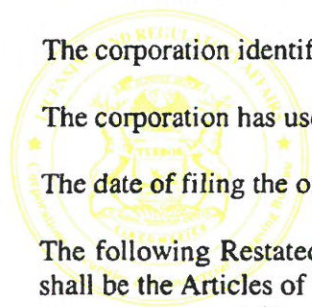 The corporation identif
The corporation has use
The date of filing the o
The following Restated
shall be the Articles of